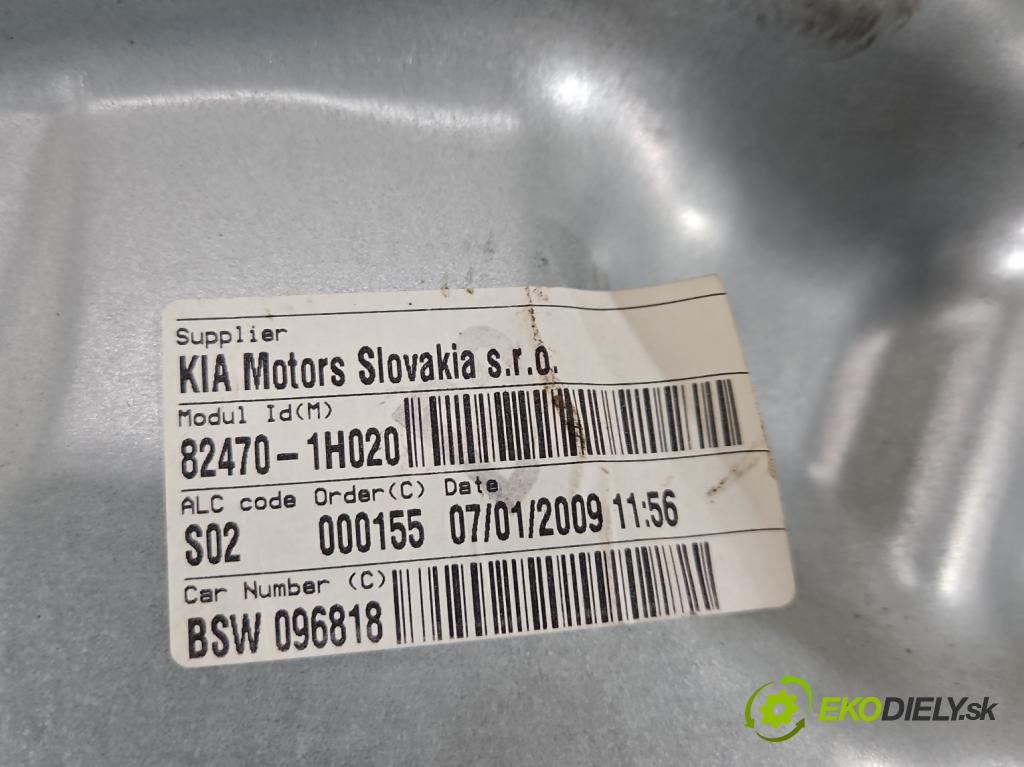 Supplier
KIA Motors Slovakia s.r.o.
Modul Id(M)
82470-1H020
ALC code Order(C) Date
S02 000155 07/01/2009 11:56
Car Number (C)
BSW 096818
EKODIELY.sk